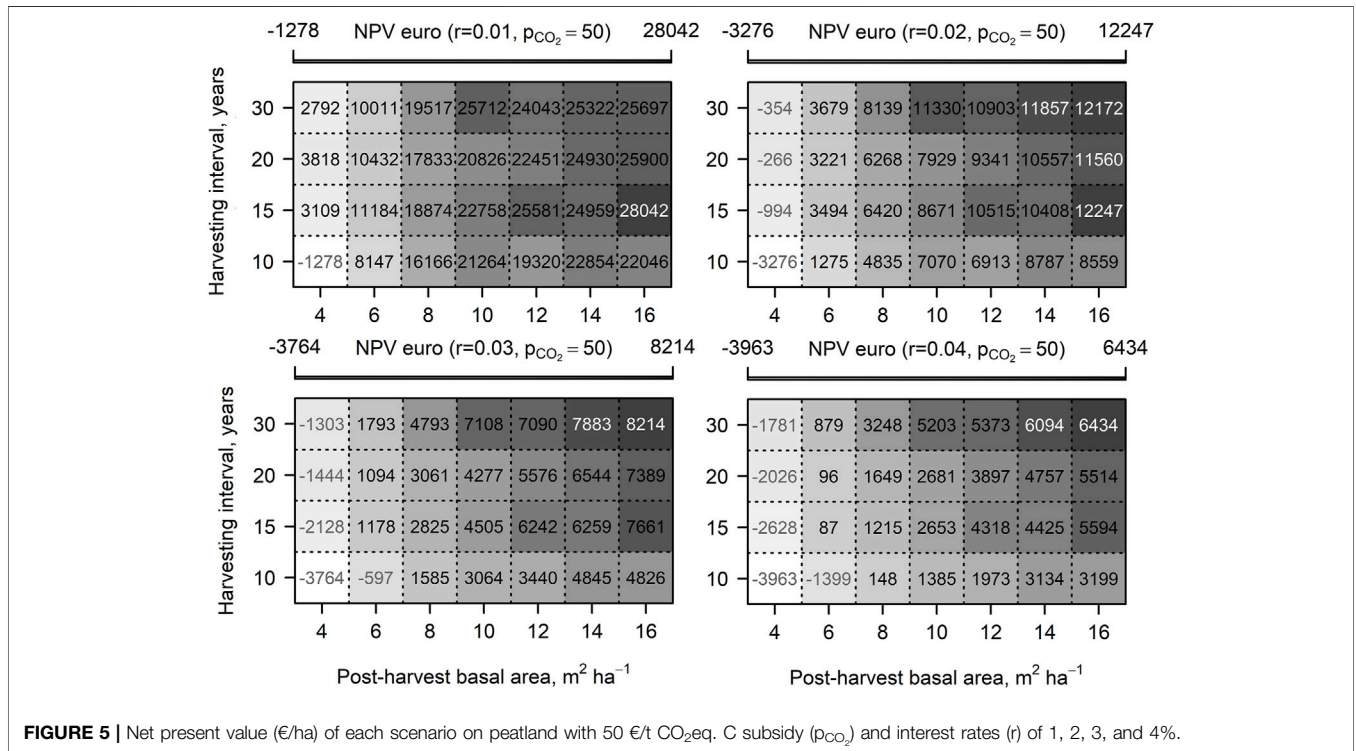 -1278 NPV euro (r=0.01, pCO₂ = 50) 28042
-3276 NPV euro (r=0.02, pCO₂ = 50) 12247
Harvesting interval, years
30 2792 10011 19517 25712 24043 25322 25697
20 3818 10432 17833 20826 22451 24930 25900
15 3109 11184 18874 22758 25581 24959 28042
10 -1278 8147 16166 21264 19320 22854 22046
4 6 8 10 12 14 16
30 -354 3679 8139 11330 10903 11857 12172
20 -266 3221 6268 7929 9341 10557 11560
15 -994 3494 6420 8671 10515 10408 12247
10 -3276 1275 4835 7070 6913 8787 8559
4 6 8 10 12 14 16
-3764 NPV euro (r=0.03, pCO₂ = 50) 8214
-3963 NPV euro (r=0.04, pCO₂ = 50) 6434
Harvesting interval, years
30 -1303 1793 4793 7108 7090 7883 8214
20 -1444 1094 3061 4277 5576 6544 7389
15 -2128 1178 2825 4505 6242 6259 7661
10 -3764 -597 1585 3064 3440 4845 4826
4 6 8 10 12 14 16
30 -1781 879 3248 5203 5373 6094 6434
20 -2026 96 1649 2681 3897 4757 5514
15 -2628 87 1215 2653 4318 4425 5594
10 -3963 -1399 148 1385 1973 3134 3199
4 6 8 10 12 14 16
Post-harvest basal area, m² ha⁻¹
FIGURE 5 | Net present value (€/ha) of each scenario on peatland with 50 €/t CO₂eq. C subsidy (pCO₂) and interest rates (r) of 1, 2, 3, and 4%.